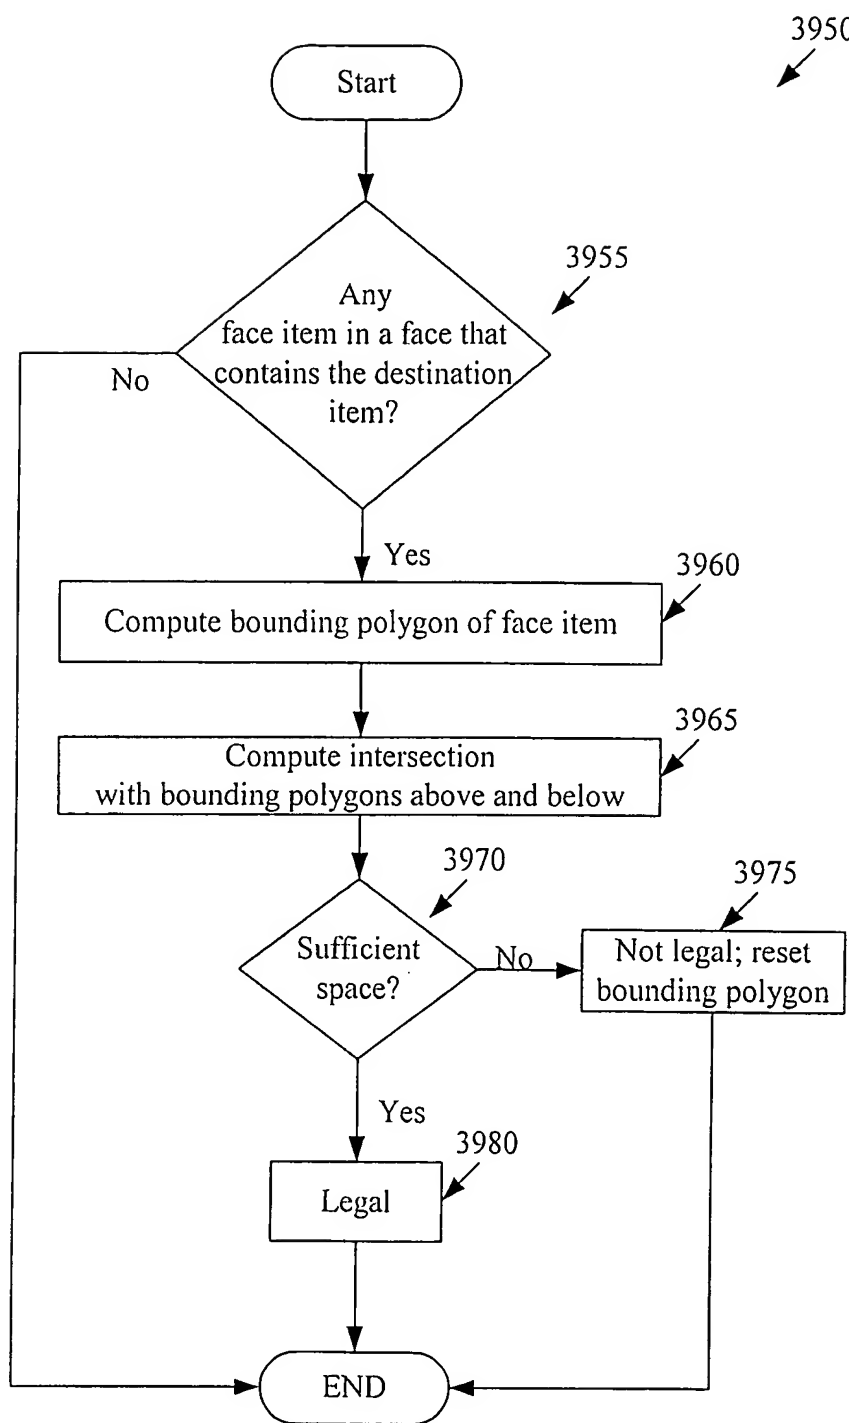 3950
Start
3955
Any
face item in a face that
contains the destination
item?
No
Yes
3960
Compute bounding polygon of face item
3965
Compute intersection
with bounding polygons above and below
3970
3975
Sufficient
space?
No
Not legal; reset
bounding polygon
Yes
3980
Legal
END